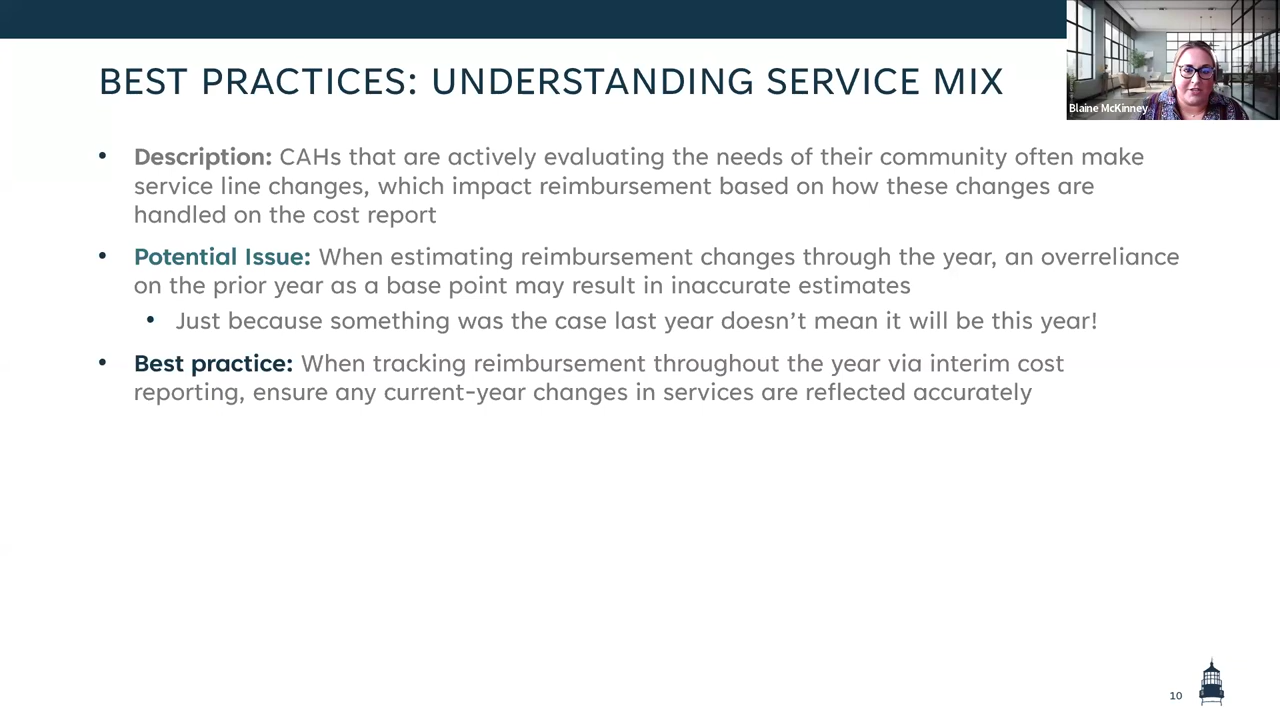 BEST PRACTICES: UNDERSTANDING SERVICE MIX
Blaine McKinney
• Description: CAHs that are actively evaluating the needs of their community often make
service line changes, which impact reimbursement based on how these changes are
handled on the cost report
• Potential Issue: When estimating reimbursement changes through the year, an overreliance
on the prior year as a base point may result in inaccurate estimates
• Just because something was the case last year doesn’t mean it will be this year!
• Best practice: When tracking reimbursement throughout the year via interim cost
reporting, ensure any current-year changes in services are reflected accurately
10